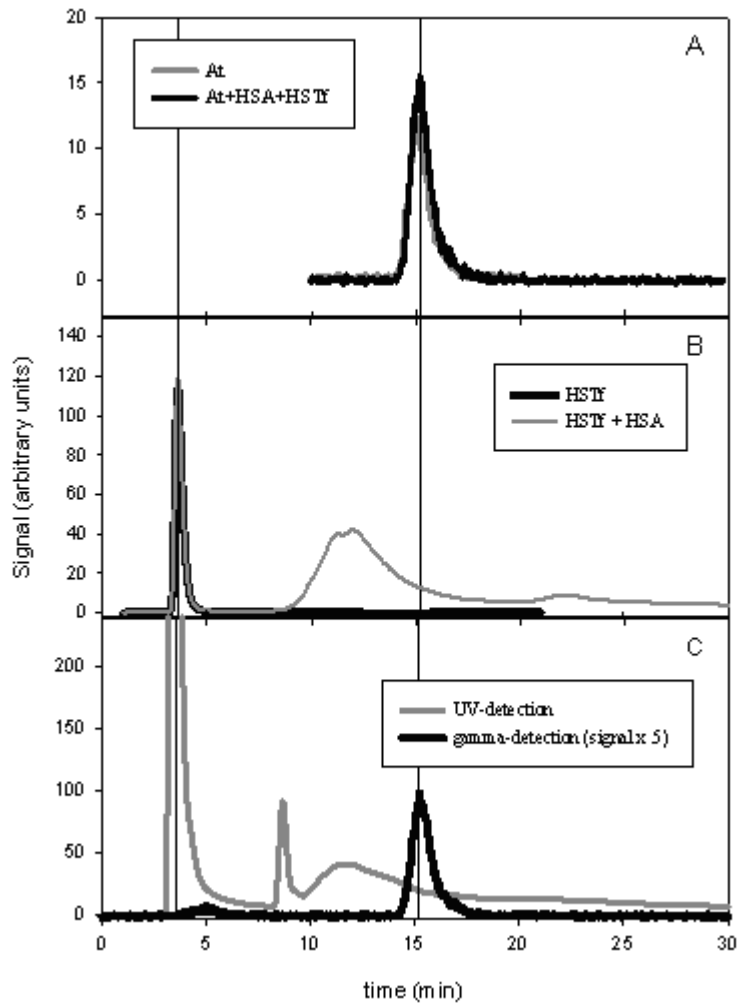 20
15
10
5
0
A
At
At+HSA+HSTf
140
120
100
80
60
40
20
0
B
HSTf
HSTf + HSA
200
150
100
50
0
C
UV-detection
gamma-detection (signal x 5)
0 5 10 15 20 25 30
time (min)
Signal (arbitrary units)